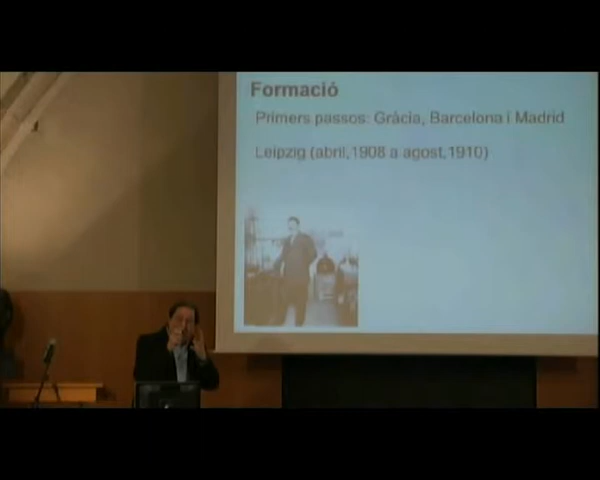 Formació
Primers passos: Gràcia, Barcelona i Madrid
Leipzig (abril,1908 a agost,1910)